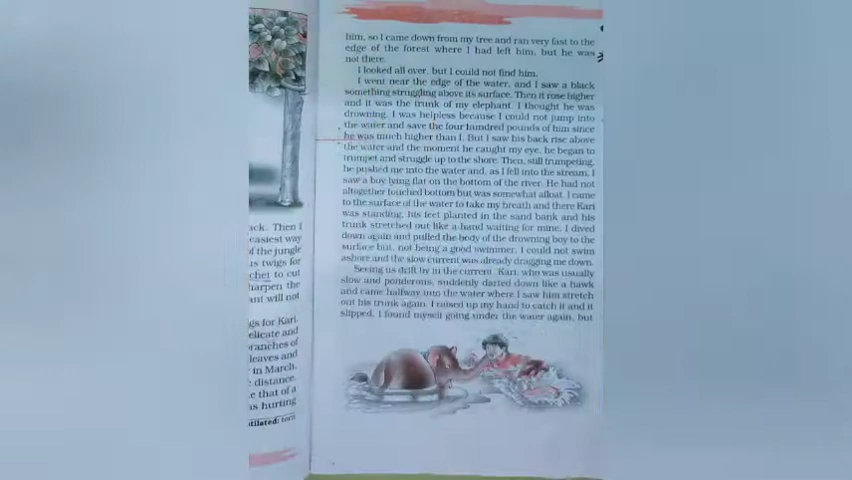 ack. Then I
easiest way
of the jungle
us twigs for
chet to cut
harpen the
ant will not
gs for Kari.
elicate and
branches of
leaves and
in March.
distance.
e that of a
as hurting
tilated: torn
him, so I came down from my tree and ran very fast to the
edge of the forest where I had left him, but he was
not there.
I looked all over, but I could not find him.
I went near the edge of the water, and I saw a black
something struggling above its surface. Then it rose higher
and it was the trunk of my elephant. I thought he was
drowning. I was helpless because I could not jump into
the water and save the four hundred pounds of him since
he was much higher than I. But I saw his back rise above
the water and the moment he caught my eye, he began to
trumpet and struggle up to the shore. Then, still trumpeting,
he pushed me into the water and, as I fell into the stream, I
saw a boy lying flat on the bottom of the river. He had not
altogether touched bottom but was somewhat afloat. I came
to the surface of the water to take my breath and there Kari
was standing, his feet planted in the sand bank and his
trunk stretched out like a hand waiting for mine. I dived
down again and pulled the body of the drowning boy to the
surface but, not being a good swimmer, I could not swim
ashore and the slow current was already dragging me down.
Seeing us drift by in the current, Kari, who was usually
slow and ponderous, suddenly darted down like a hawk
and came halfway into the water where I saw him stretch
out his trunk again. I raised up my hand to catch it and it
slipped. I found myself going under the water again, but